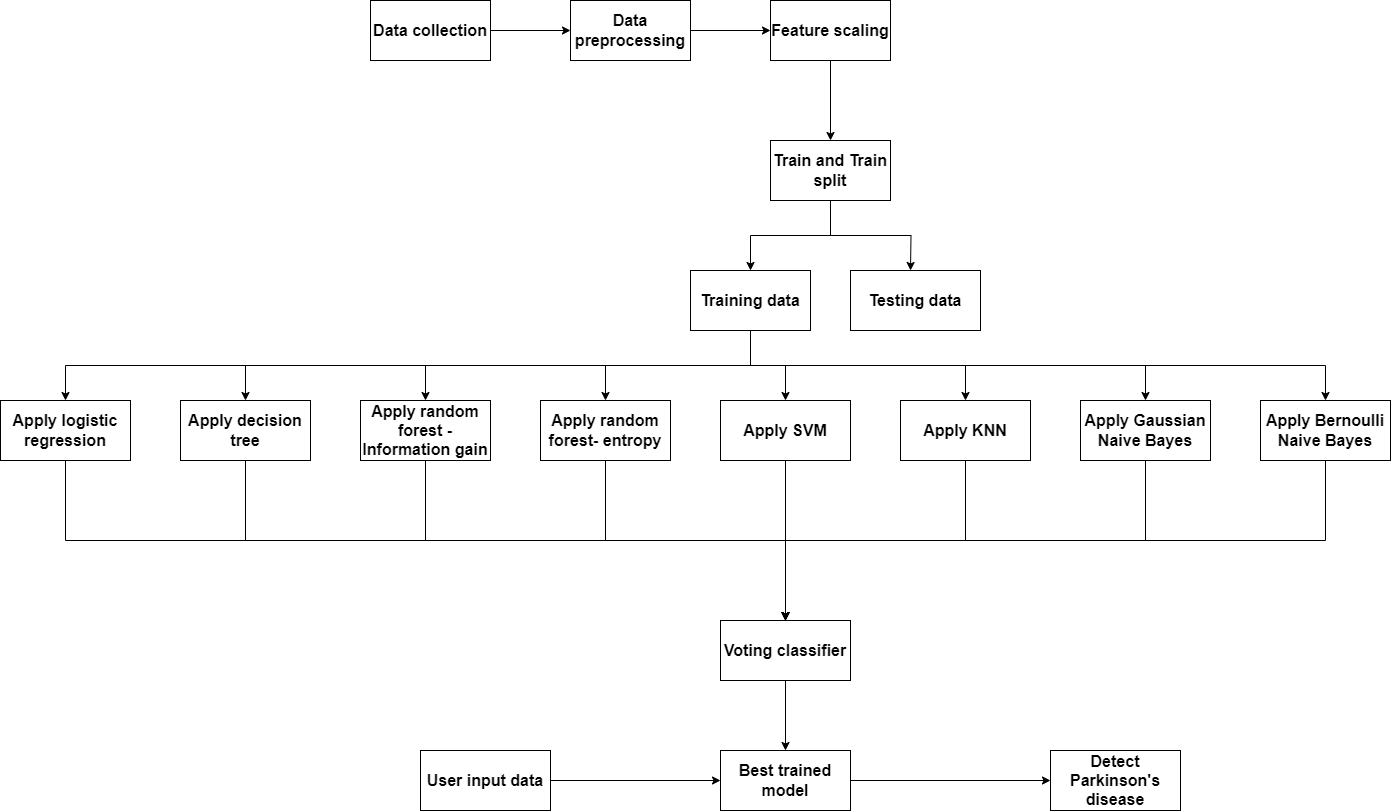 Data collection
Data
preprocessing
Feature scaling
Train and Train
split
Training data
Testing data
Apply logistic
regression
Apply decision
tree
Apply random
forest -
Information gain
Apply random
forest- entropy
Apply SVM
Apply KNN
Apply Gaussian
Naive Bayes
Apply Bernoulli
Naive Bayes
Voting classifier
User input data
Best trained
model
Detect
Parkinson's
disease